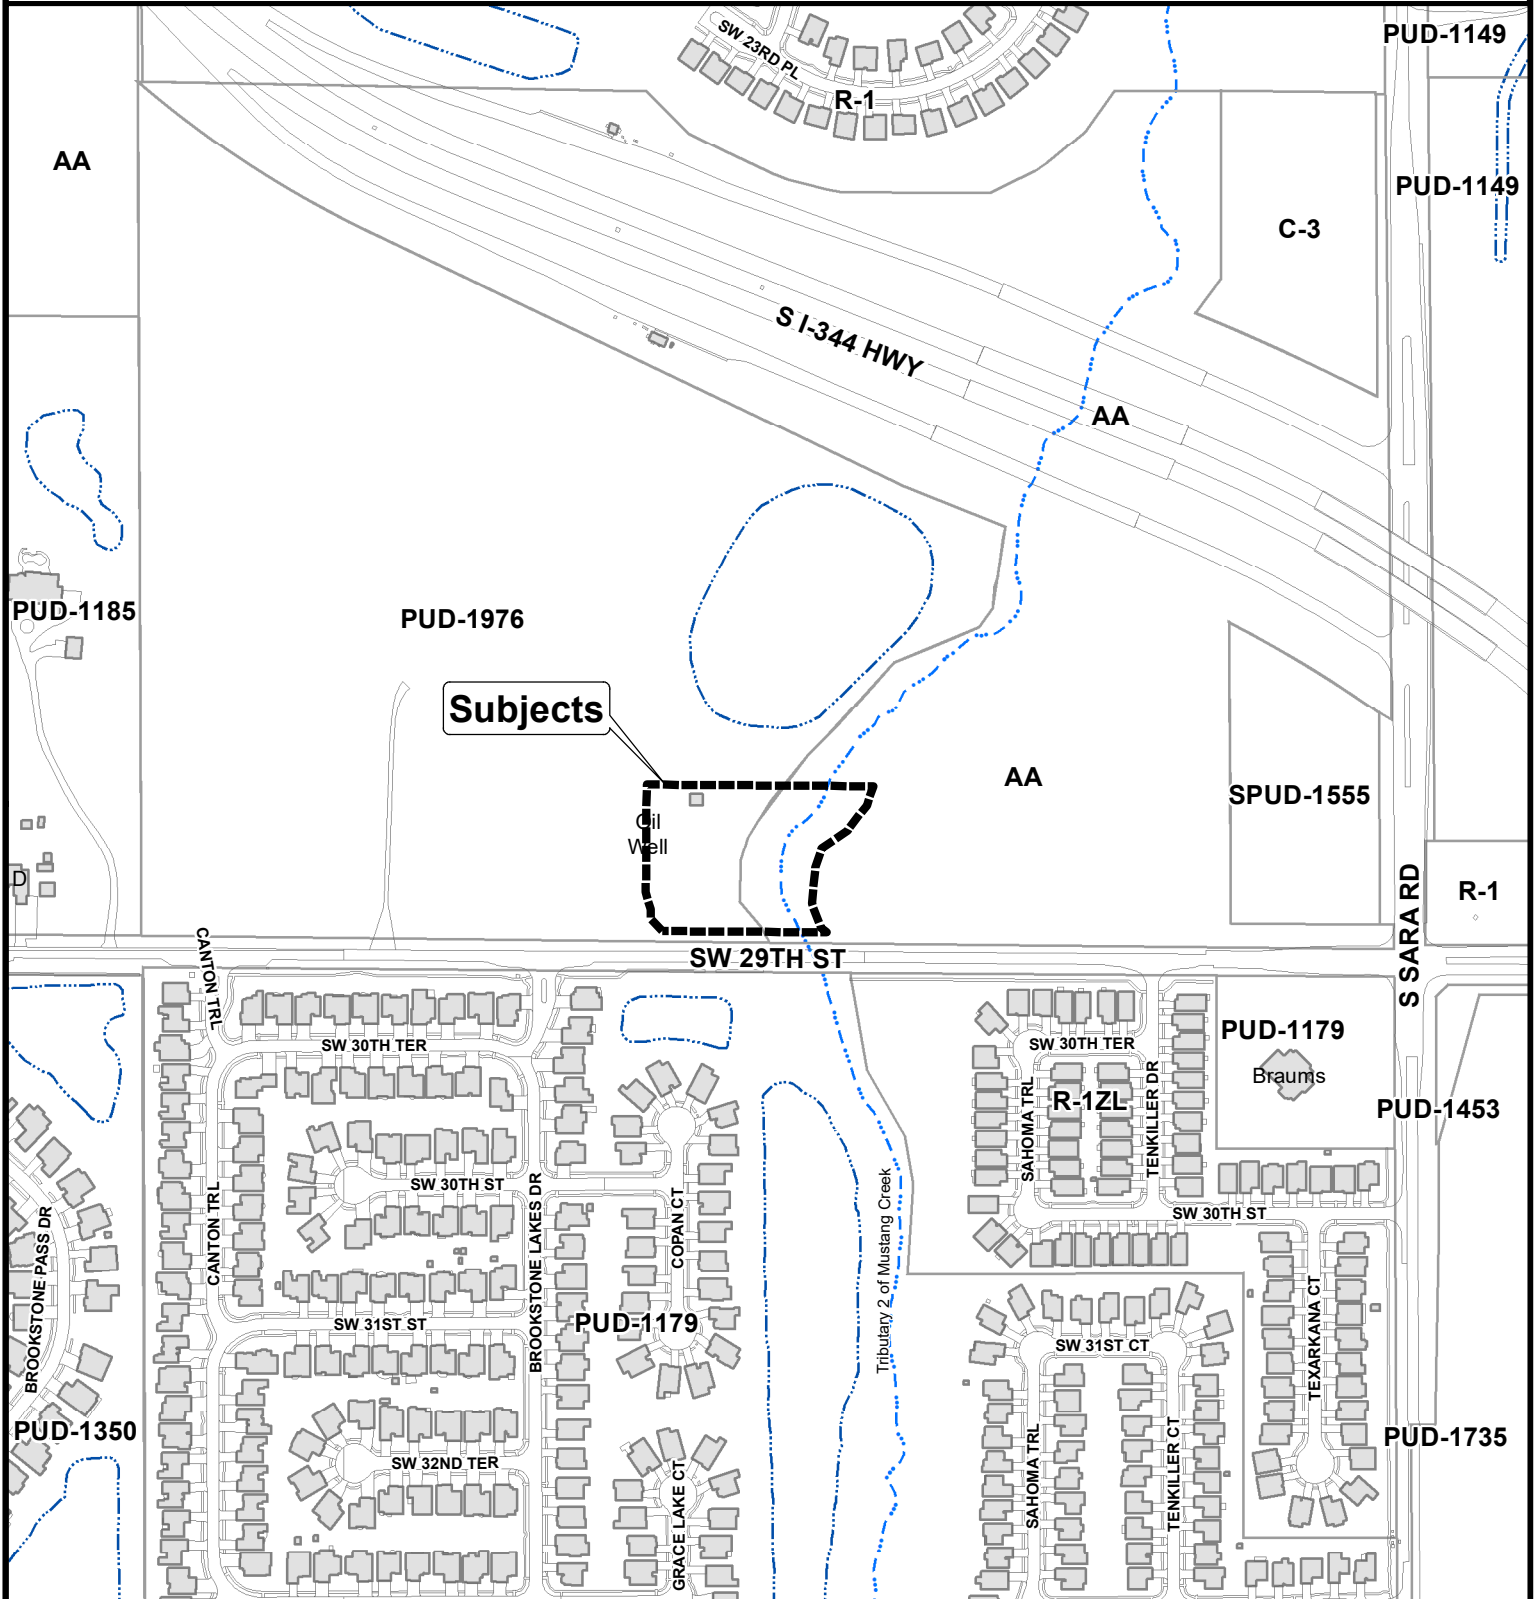 PUD-1149
SW 23RD PL
R-1
AA
PUD-1149
C-3
S I-344 HWY
AA
PUD-1185
PUD-1976
Subjects
AA
SPUD-1555
Oil
Well
D
R-1
S SARA RD
SW 29TH ST
CANTON TRL
SW 30TH TER
SW 30TH TER
PUD-1179
Braums
R-1ZL
SAHOMA TRL
TENKILLER DR
PUD-1453
SW 30TH ST
SW 30TH ST
CANTON TRL
BROOKSTONE LAKES DR
COPAN CT
Tributary 2 of Mustang Creek
BROOKSTONE PASS DR
SW 31ST ST
PUD-1179
SW 31ST CT
TEXARKANA CT
PUD-1350
PUD-1735
SW 32ND TER
GRACE LAKE CT
SAHOMA TRL
TENKILLER CT